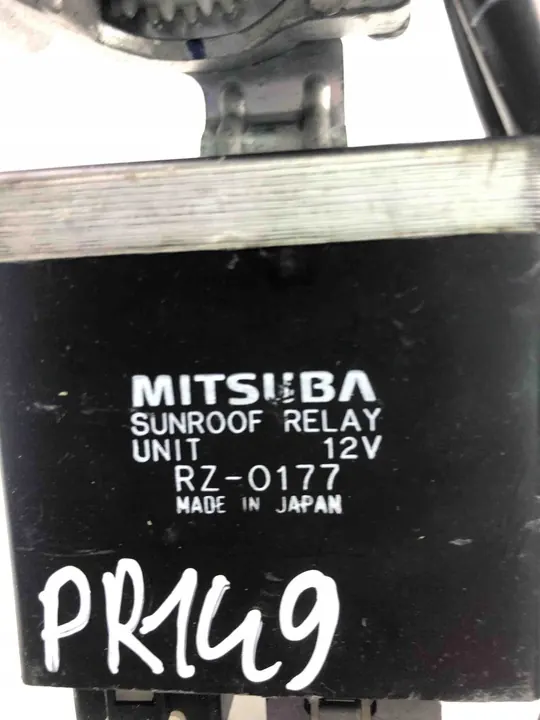 MITSUBA
SUNROOF RELAY
UNIT 12V
RZ-0177
MADE IN JAPAN
PR149